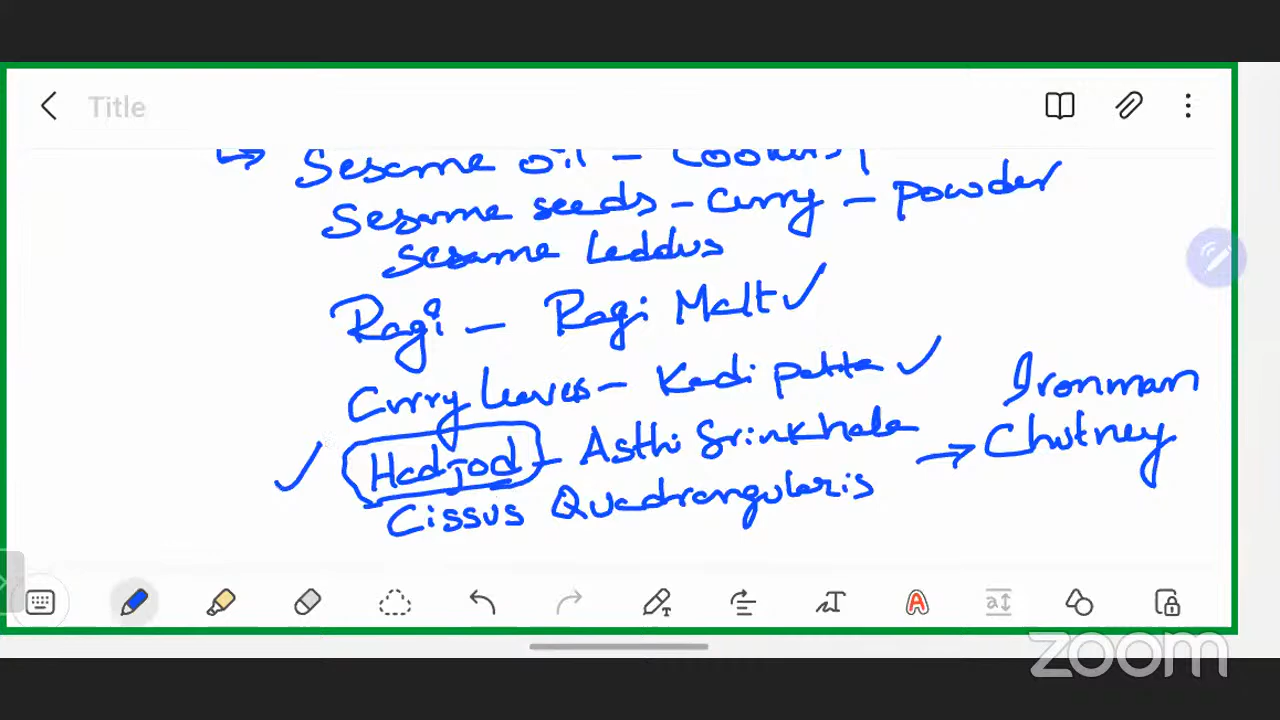 Title
↳ Sesame oil - Cooking
Sesame seeds - Curry - powder
Sesame laddus
Ragi - Ragi Malt ✓
Curry leaves - Kadi patta ✓
✓ Hadjod - Asthi Srinkhala → Ironman Chutney
Cissus Quadrangularis
zoom